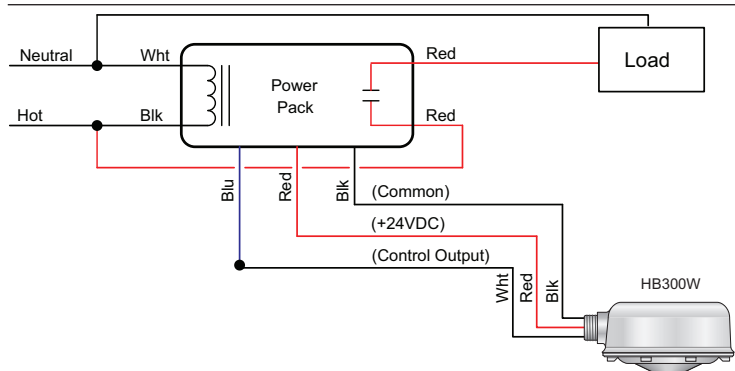 Neutral
Wht
Red
Load
Power
Pack
Hot
Blk
Red
Blu
Red
Blk
(Common)
(+24VDC)
(Control Output)
Wht
Red
Blk
HB300W